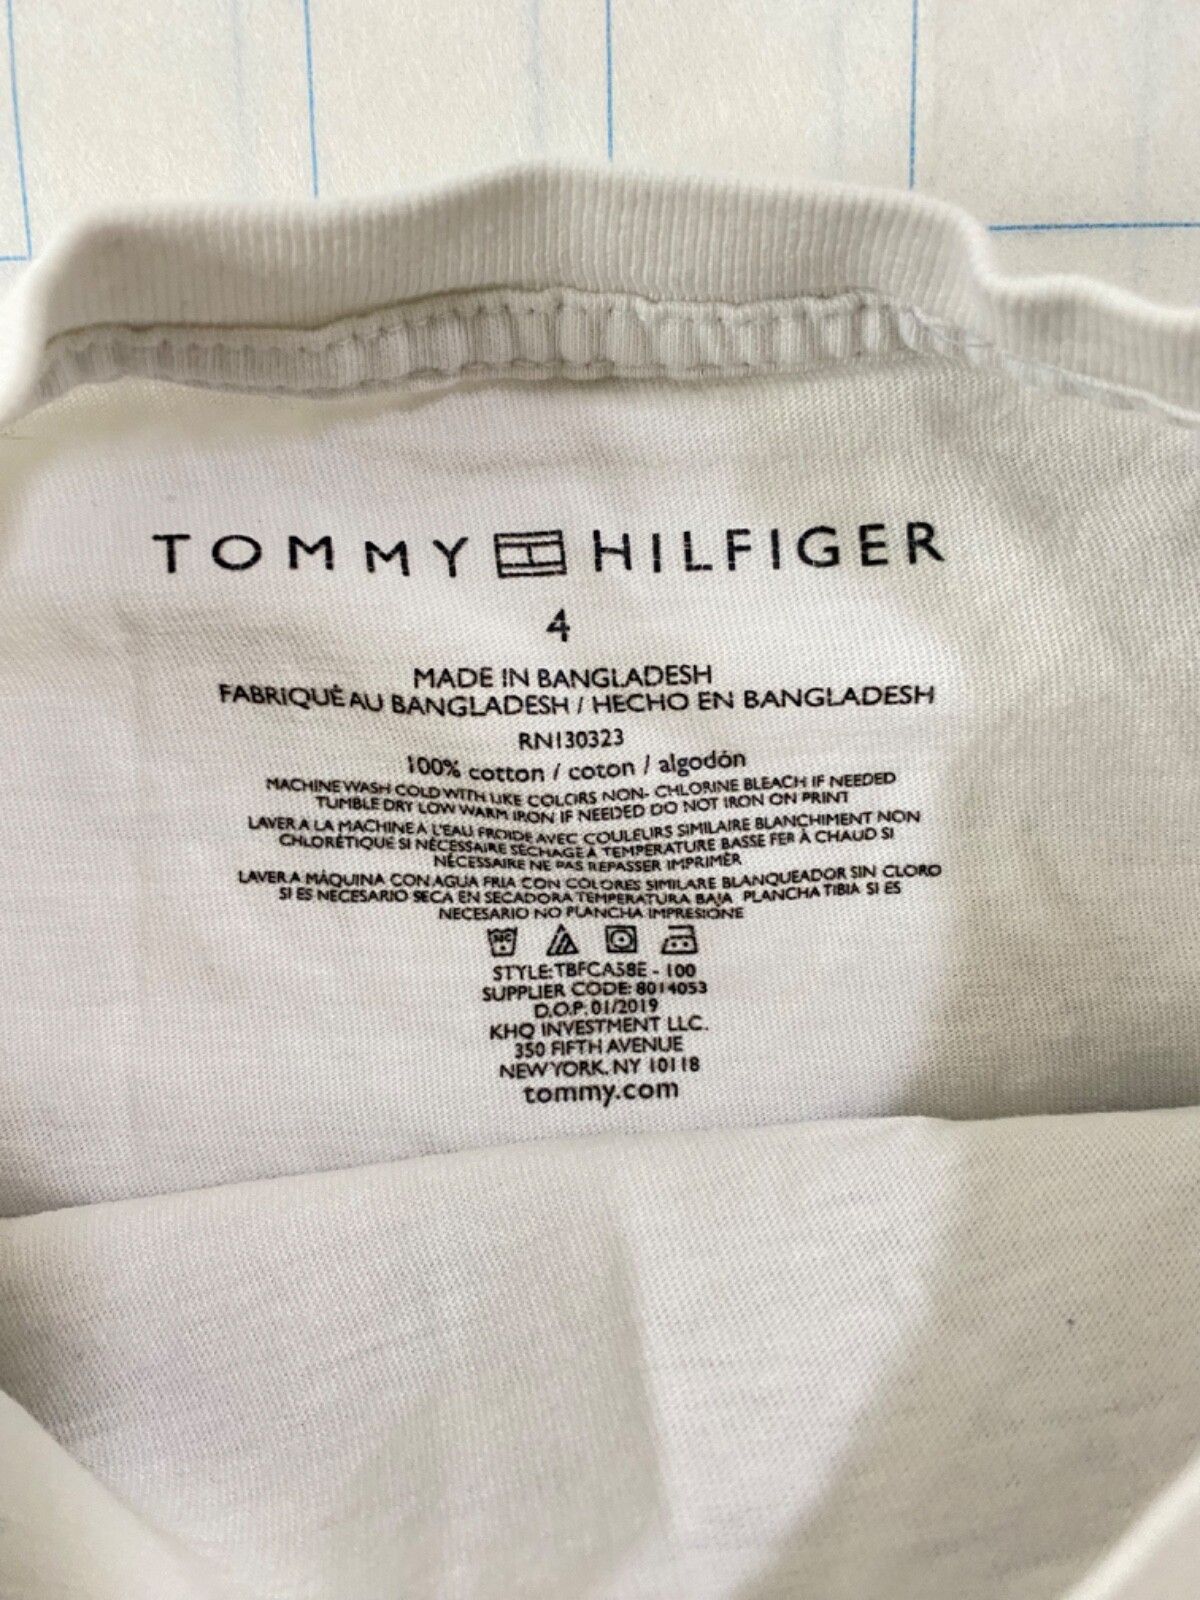 TOMMY HILFIGER
4
MADE IN BANGLADESH
FABRIQUÉ AU BANGLADESH / HECHO EN BANGLADESH
RN130323
100% cotton / coton / algodón
MACHINE WASH COLD WITH LIKE COLORS NON- CHLORINE BLEACH IF NEEDED
TUMBLE DRY LOW WARM IRON IF NEEDED DO NOT IRON ON PRINT
LAVER A LA MACHINE À L'EAU FROIDE AVEC COULEURS SIMILAIRE BLANCHIMENT NON
CHLORÉTIQUE SI NÉCESSAIRE SÉCHAGE À TEMPERATURE BASSE FER À CHAUD SI
NÉCESSAIRE NE PAS REPASSER IMPRIMÉR
LAVER A MÁQUINA CON AGUA FRIA CON COLORES SIMILARE BLANQUEADOR SIN CLORO
SI ES NECESARIO SECA EN SECADORA TEMPERATURA BAJA PLANCHA TIBIA SI ES
NECESARIO NO PLANCHA IMPRESIONE
NC
STYLE: TBFCA58E - 100
SUPPLIER CODE: 8014053
D.O.P. 01/2019
KHQ INVESTMENT LLC.
350 FIFTH AVENUE
NEW YORK, NY 10118
tommy.com